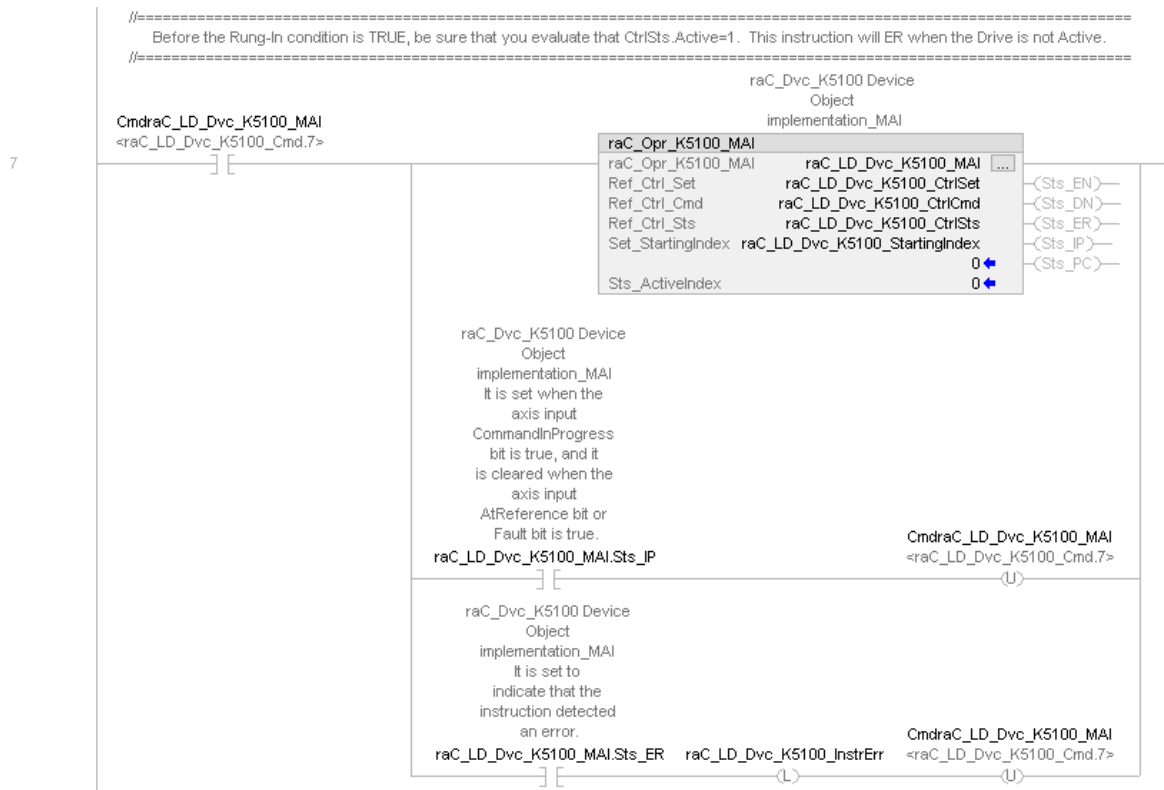 //====================================================================================================================
Before the Rung-In condition is TRUE, be sure that you evaluate that CtrlSts.Active=1. This instruction will ER when the Drive is not Active.
//====================================================================================================================
raC_Dvc_K5100 Device
Object
implementation_MAI
CmdraC_LD_Dvc_K5100_MAI
<raC_LD_Dvc_K5100_Cmd.7>
7
raC_Opr_K5100_MAI
raC_Opr_K5100_MAI raC_LD_Dvc_K5100_MAI ...
Ref_Ctrl_Set raC_LD_Dvc_K5100_CtrlSet (Sts_EN)
Ref_Ctrl_Cmd raC_LD_Dvc_K5100_CtrlCmd (Sts_DN)
Ref_Ctrl_Sts raC_LD_Dvc_K5100_CtrlSts (Sts_ER)
Set_StartingIndex raC_LD_Dvc_K5100_StartingIndex (Sts_IP)
0 (Sts_PC)
Sts_ActiveIndex 0
raC_Dvc_K5100 Device
Object
implementation_MAI
It is set when the
axis input
CommandInProgress
bit is true, and it
is cleared when the
axis input
AtReference bit or
Fault bit is true.
raC_LD_Dvc_K5100_MAI.Sts_IP
CmdraC_LD_Dvc_K5100_MAI
<raC_LD_Dvc_K5100_Cmd.7>
(U)
raC_Dvc_K5100 Device
Object
implementation_MAI
It is set to
indicate that the
instruction detected
an error.
raC_LD_Dvc_K5100_MAI.Sts_ER
raC_LD_Dvc_K5100_InstrErr
(L)
CmdraC_LD_Dvc_K5100_MAI
<raC_LD_Dvc_K5100_Cmd.7>
(U)